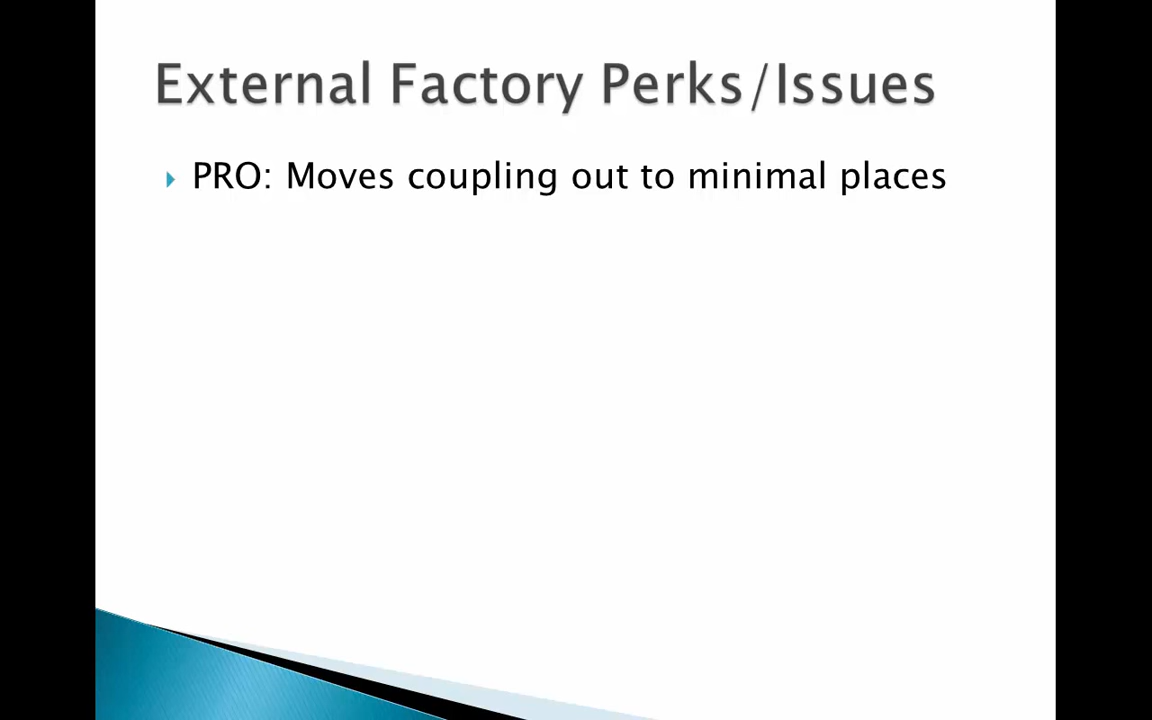 External Factory Perks/Issues
PRO: Moves coupling out to minimal places